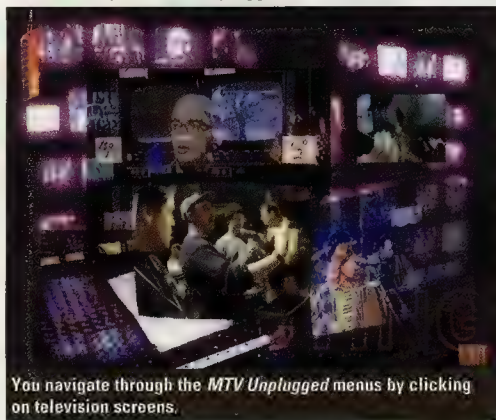 You navigate through the MTV Unplugged menus by clicking
on television screens.